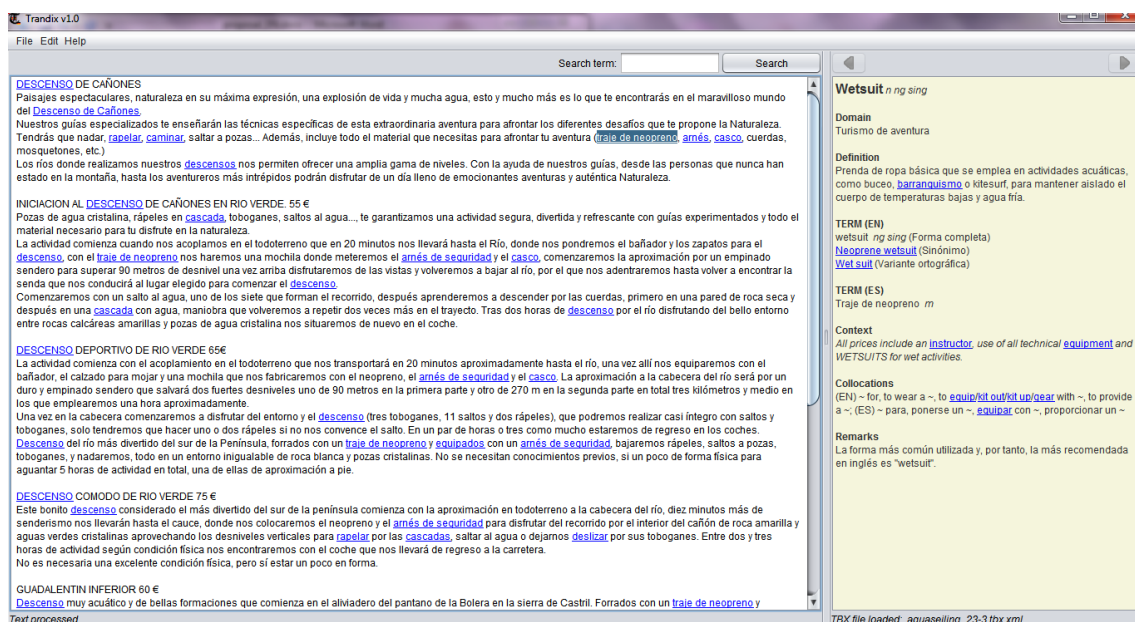 Trandix v1.0
File Edit Help
Search term: Search
DESCENSO DE CAÑONES
Paisajes espectaculares, naturaleza en su máxima expresión, una explosión de vida y mucha agua, esto y mucho más es lo que te encontrarás en el maravilloso mundo
del Descenso de Cañones.
Nuestros guías especializados te enseñarán las técnicas específicas de esta extraordinaria aventura para afrontar los diferentes desafíos que te propone la Naturaleza.
Tendrás que nadar, rapelar, caminar, saltar a pozas... Además, incluye todo el material que necesitas para afrontar tu aventura (traje de neopreno, arnés, casco, cuerdas,
mosquetones, etc.)
Los ríos donde realizamos nuestros descensos nos permiten ofrecer una amplia gama de niveles. Con la ayuda de nuestros guías, desde las personas que nunca han
estado en la montaña, hasta los aventureros más intrépidos podrán disfrutar de un día lleno de emocionantes aventuras y auténtica Naturaleza.
INICIACION AL DESCENSO DE CAÑONES EN RIO VERDE. 55 €
Pozas de agua cristalina, rápeles en cascada, toboganes, saltos al agua..., te garantizamos una actividad segura, divertida y refrescante con guías experimentados y todo el
material necesario para tu disfrute en la naturaleza.
La actividad comienza cuando nos acoplamos en el todoterreno que en 20 minutos nos llevará hasta el Río, donde nos pondremos el bañador y los zapatos para el
descenso, con el traje de neopreno nos haremos una mochila donde meteremos el arnés de seguridad y el casco, comenzaremos la aproximación por un empinado
sendero para superar 90 metros de desnivel una vez arriba disfrutaremos de las vistas y volveremos a bajar al río, por el que nos adentraremos hasta volver a encontrar la
senda que nos conducirá al lugar elegido para comenzar el descenso.
Comenzaremos con un salto al agua, uno de los siete que forman el recorrido, después aprenderemos a descender por las cuerdas, primero en una pared de roca seca y
después en una cascada con agua, maniobra que volveremos a repetir dos veces más en el trayecto. Tras dos horas de descenso por el río disfrutando del bello entorno
entre rocas calcáreas amarillas y pozas de agua cristalina nos situaremos de nuevo en el coche.
DESCENSO DEPORTIVO DE RIO VERDE 65€
La actividad comienza con el acoplamiento en el todoterreno que nos transportará en 20 minutos aproximadamente hasta el río, una vez allí nos equiparemos con el
bañador, el calzado para mojar y una mochila que nos fabricaremos con el neopreno, el arnés de seguridad y el casco. La aproximación a la cabecera del río será por un
duro y empinado sendero que salvará dos fuertes desniveles uno de 90 metros en la primera parte y otro de 270 m en la segunda parte en total tres kilómetros y medio en
los que emplearemos una hora aproximadamente.
Una vez en la cabecera comenzaremos a disfrutar del entorno y el descenso (tres toboganes, 11 saltos y dos rápeles), que podremos realizar casi íntegro con saltos y
toboganes, solo tendremos que hacer uno o dos rápeles si no nos convence el salto. En un par de horas o tres como mucho estaremos de regreso en los coches.
Descenso del río más divertido del sur de la Península, forrados con un traje de neopreno y equipados con un arnés de seguridad, bajaremos rápeles, saltos a pozas,
toboganes, y nadaremos, todo en un entorno inigualable de roca blanca y pozas cristalinas. No se necesitan conocimientos previos, si un poco de forma física para
aguantar 5 horas de actividad en total, una de ellas de aproximación a pie.
DESCENSO COMODO DE RIO VERDE 75 €
Este bonito descenso considerado el más divertido del sur de la península comienza con la aproximación en todoterreno a la cabecera del río, diez minutos más de
senderismo nos llevarán hasta el cauce, donde nos colocaremos el neopreno y el arnés de seguridad para disfrutar del recorrido por el interior del cañón de roca amarilla y
aguas verdes cristalinas aprovechando los desniveles verticales para rapelar por las cascadas, saltar al agua o dejarnos deslizar por sus toboganes. Entre dos y tres
horas de actividad según condición física nos encontraremos con el coche que nos llevará de regreso a la carretera.
No es necesaria una excelente condición física, pero sí estar un poco en forma.
GUADALENTIN INFERIOR 60 €
Descenso muy acuático y de bellas formaciones que comienza en el aliviadero del pantano de la Bolera en la sierra de Castril. Forrados con un traje de neopreno y
Text processed
Wetsuit n ng sing
Domain
Turismo de aventura
Definition
Prenda de ropa básica que se emplea en actividades acuáticas,
como buceo, barranquismo o kitesurf, para mantener aislado el
cuerpo de temperaturas bajas y agua fría.
TERM (EN)
wetsuit ng sing (Forma completa)
Neoprene wetsuit (Sinónimo)
Wet suit (Variante ortográfica)
TERM (ES)
Traje de neopreno m
Context
All prices include an instructor, use of all technical equipment and
WETSUITS for wet activities.
Collocations
(EN) ~ for, to wear a ~, to equip/kit out/kit up/gear with ~, to provide
a ~; (ES) ~ para, ponerse un ~, equipar con ~, proporcionar un ~
Remarks
La forma más común utilizada y, por tanto, la más recomendada
en inglés es "wetsuit".
TBX file loaded: aguaseiling_23-3.tbx.xml